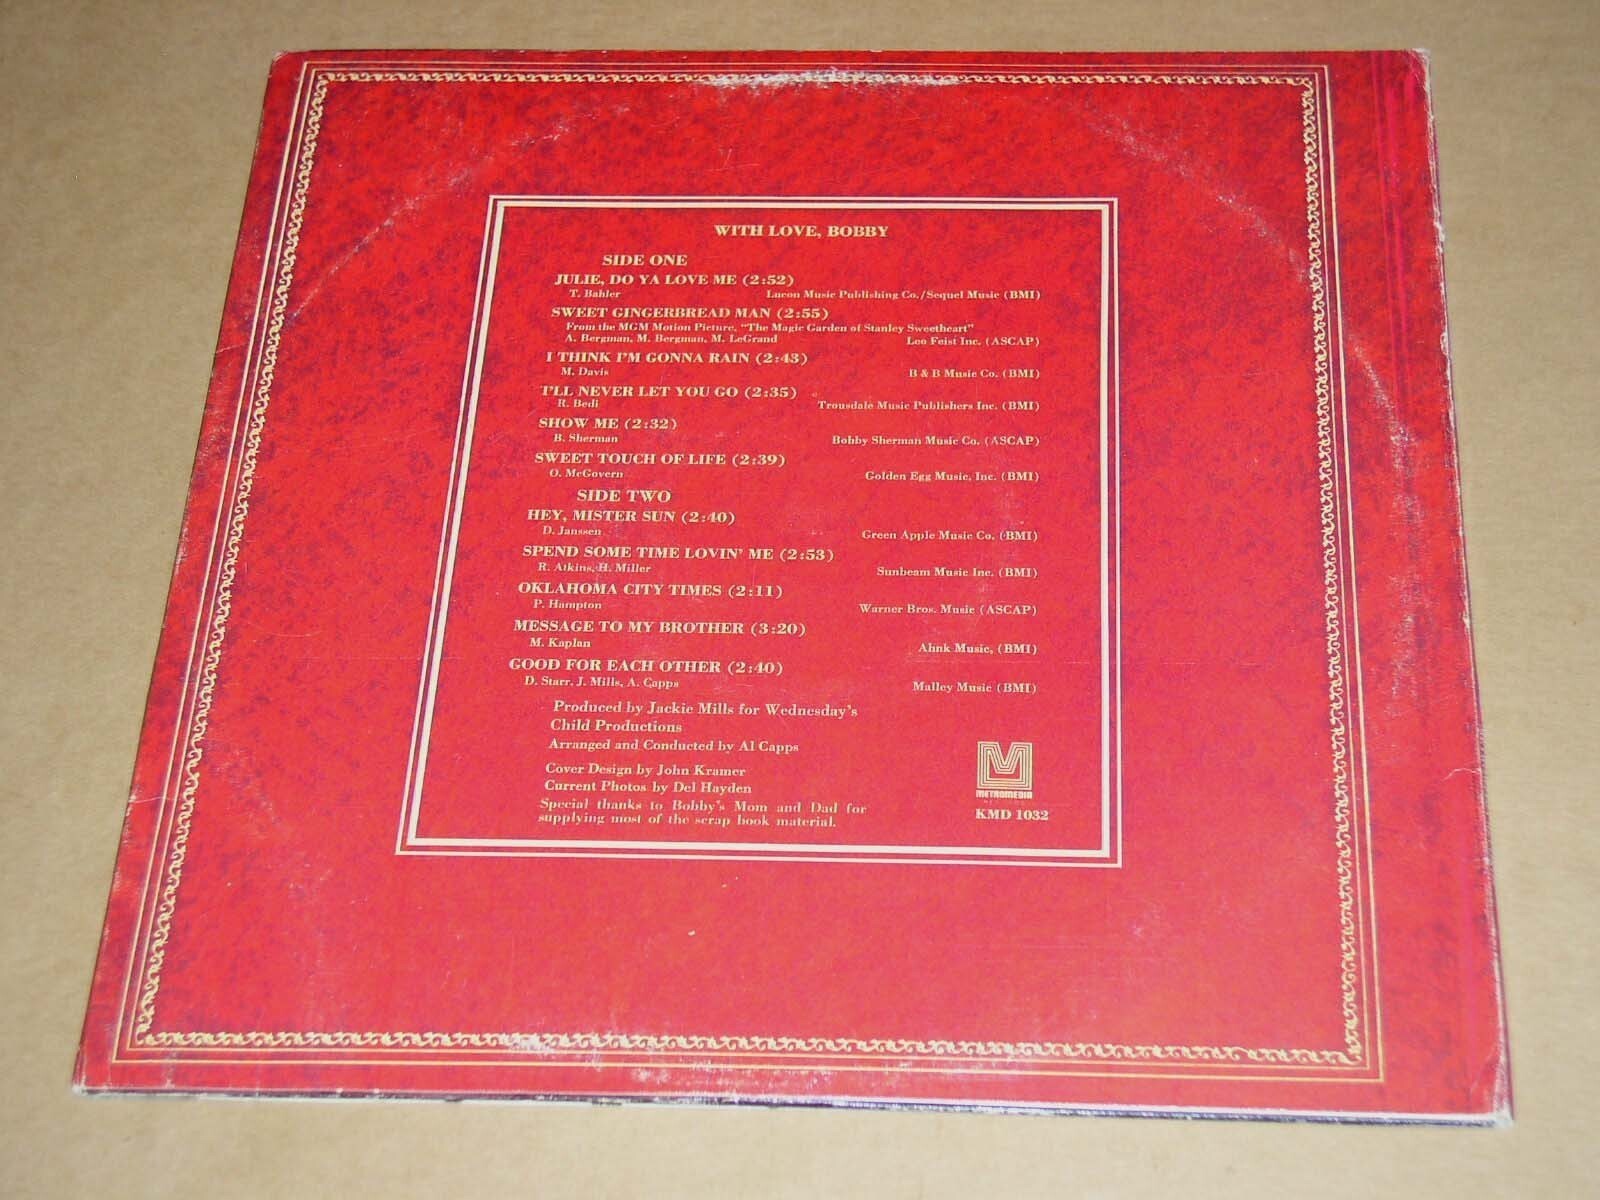 WITH LOVE, BOBBY
SIDE ONE
JULIE, DO YA LOVE ME (2:52)
T. Bahler Lucon Music Publishing Co./Sequel Music (BMI)
SWEET GINGERBREAD MAN (2:55)
From the MGM Motion Picture, "The Magic Garden of Stanley Sweetheart"
A. Bergman, M. Bergman, M. LeGrand Leo Feist Inc. (ASCAP)
I THINK I'M GONNA RAIN (2:43)
M. Davis B & B Music Co. (BMI)
I'LL NEVER LET YOU GO (2:35)
R. Bedi Trousdale Music Publishers Inc. (BMI)
SHOW ME (2:32)
B. Sherman Bobby Sherman Music Co. (ASCAP)
SWEET TOUCH OF LIFE (2:39)
O. McGovern Golden Egg Music, Inc. (BMI)
SIDE TWO
HEY, MISTER SUN (2:40)
D. Janssen Green Apple Music Co. (BMI)
SPEND SOME TIME LOVIN' ME (2:53)
R. Atkins, H. Miller Sunbeam Music Inc. (BMI)
OKLAHOMA CITY TIMES (2:11)
P. Hampton Warner Bros. Music (ASCAP)
MESSAGE TO MY BROTHER (3:20)
M. Kaplan Ahnk Music, (BMI)
GOOD FOR EACH OTHER (2:40)
D. Starr, J. Mills, A. Capps Malley Music (BMI)
Produced by Jackie Mills for Wednesday's
Child Productions
Arranged and Conducted by Al Capps
Cover Design by John Kramer
Current Photos by Del Hayden
Special thanks to Bobby's Mom and Dad for
supplying most of the scrap book material.
METROMEDIA
RECORDS
KMD 1032